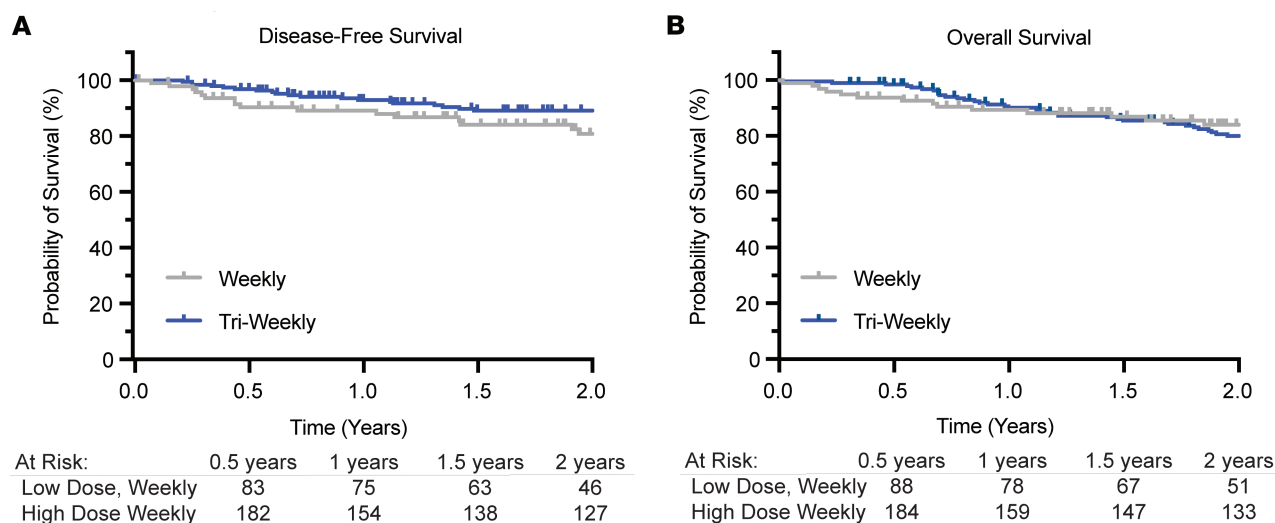 A
Disease-Free Survival
Probability of Survival (%)
100
80
60
40
20
0
Weekly
Tri-Weekly
0.0 0.5 1.0 1.5 2.0
Time (Years)
At Risk: 0.5 years 1 years 1.5 years 2 years
Low Dose, Weekly 83 75 63 46
High Dose Weekly 182 154 138 127
B
Overall Survival
Probability of Survival (%)
100
80
60
40
20
0
Weekly
Tri-Weekly
0.0 0.5 1.0 1.5 2.0
Time (Years)
At Risk: 0.5 years 1 years 1.5 years 2 years
Low Dose, Weekly 88 78 67 51
High Dose Weekly 184 159 147 133